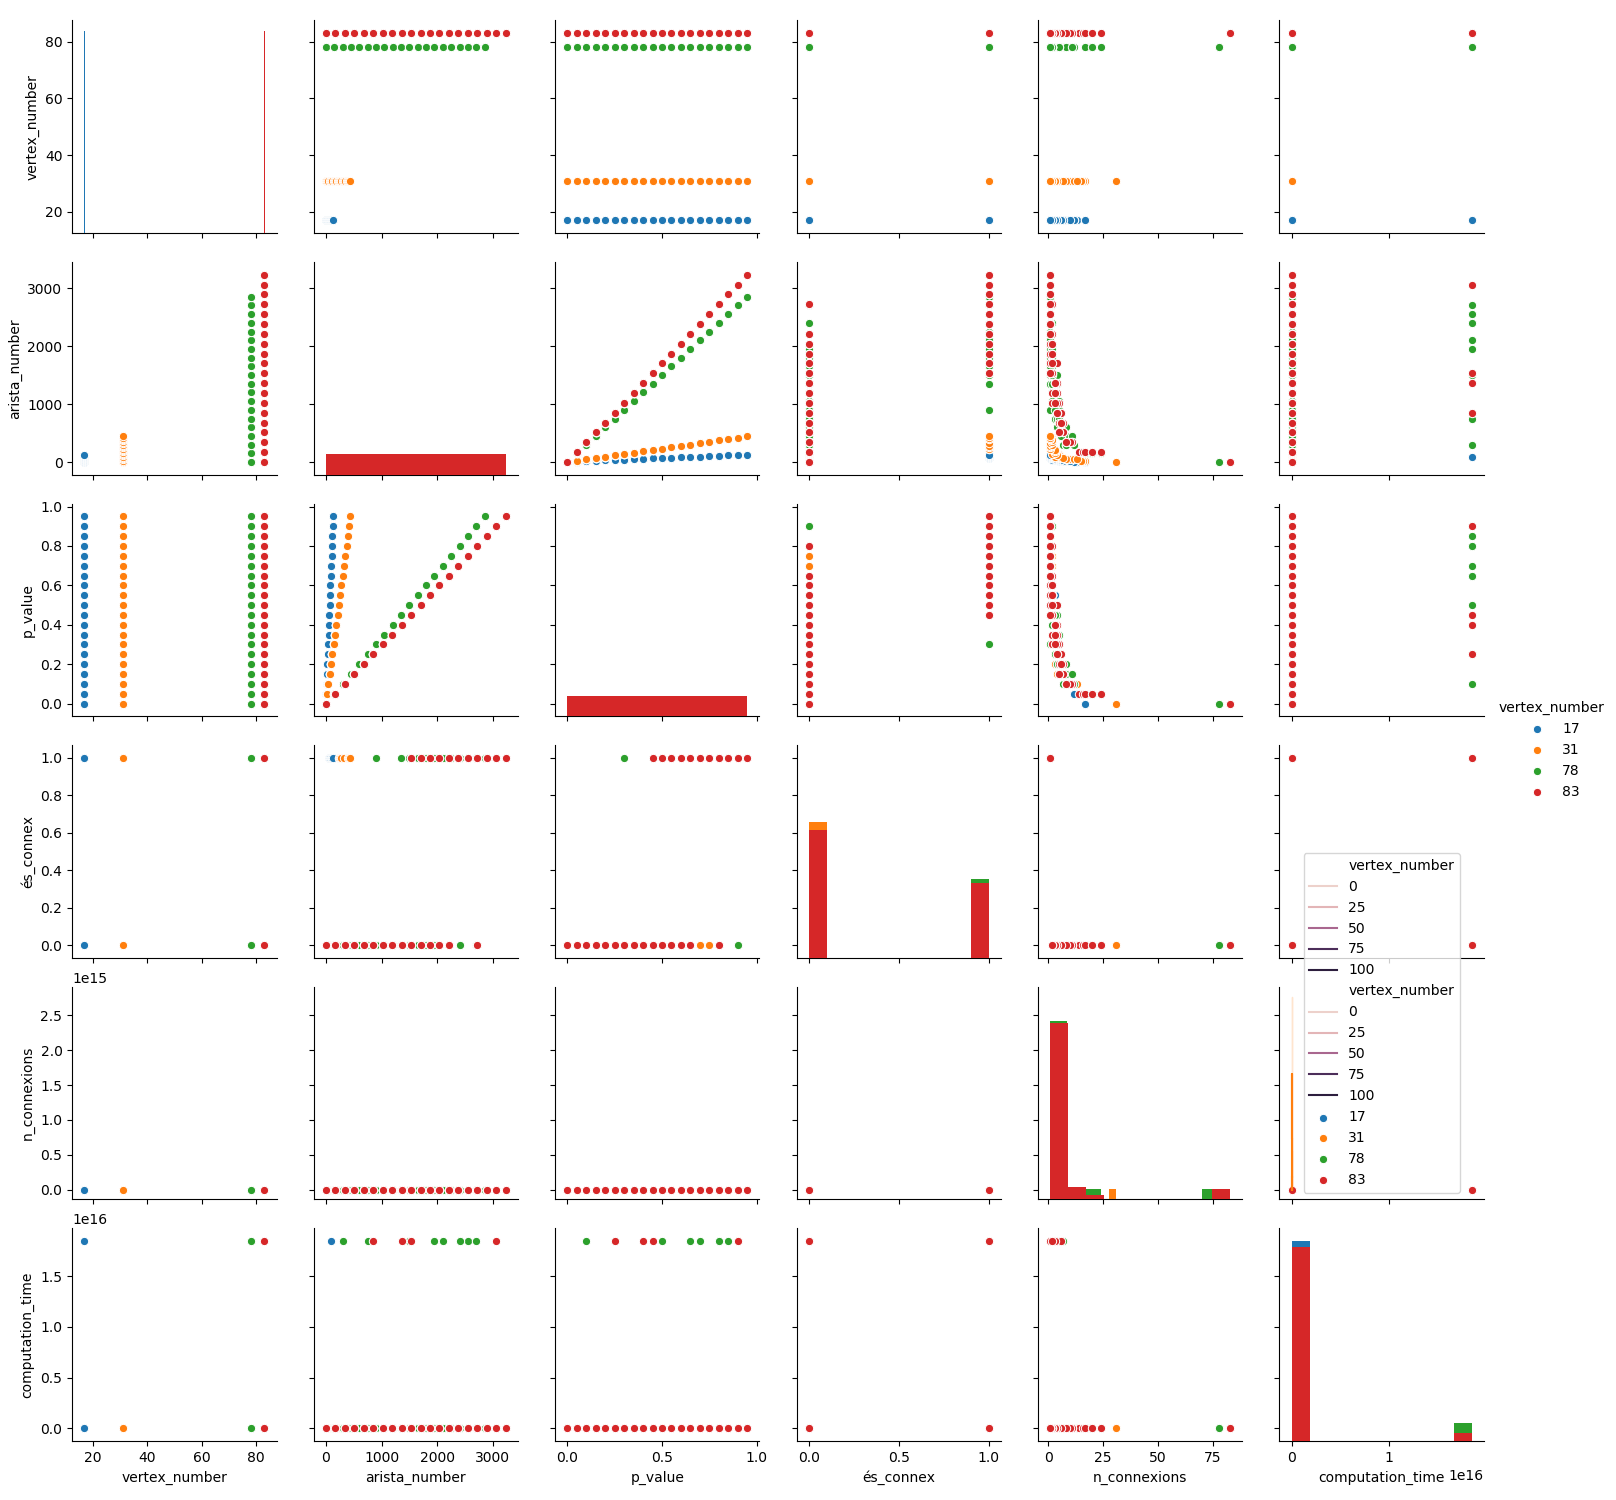 80
60
40
20
vertex_number
3000
2000
1000
0
arista_number
1.0
0.8
0.6
0.4
0.2
0.0
p_value
vertex_number
17
31
78
83
1.0
0.8
0.6
0.4
0.2
0.0
és_connex
vertex_number
0
25
50
75
100
vertex_number
0
25
50
75
100
17
31
78
83
1e15
2.5
2.0
1.5
1.0
0.5
0.0
n_connexions
1e16
1.5
1.0
0.5
0.0
computation_time
20 40 60 80
vertex_number
0 1000 2000 3000
arista_number
0.0 0.5 1.0
p_value
0.0 0.5 1.0
és_connex
0 25 50 75
n_connexions
0 1
computation_time 1e16